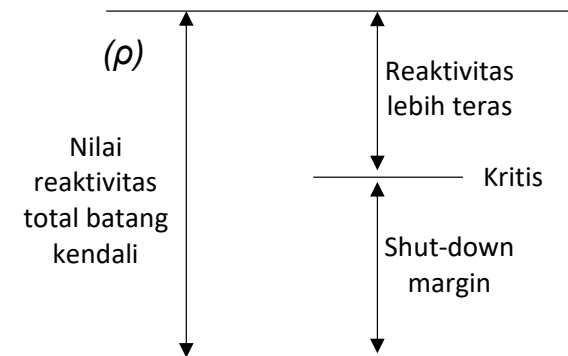 (ρ)
Nilai
reaktivitas
total batang
kendali
Reaktivitas
lebih teras
Kritis
Shut-down
margin